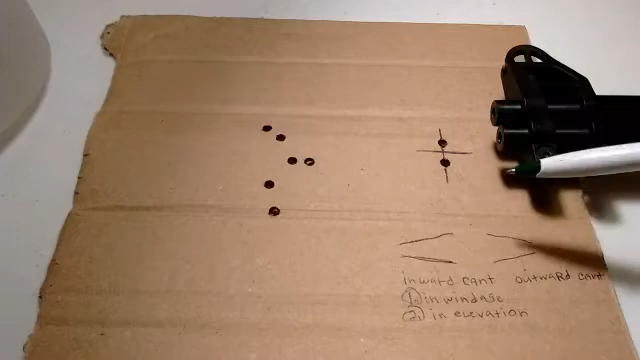 inward cant outward cant
1. in windage
2. in elevation